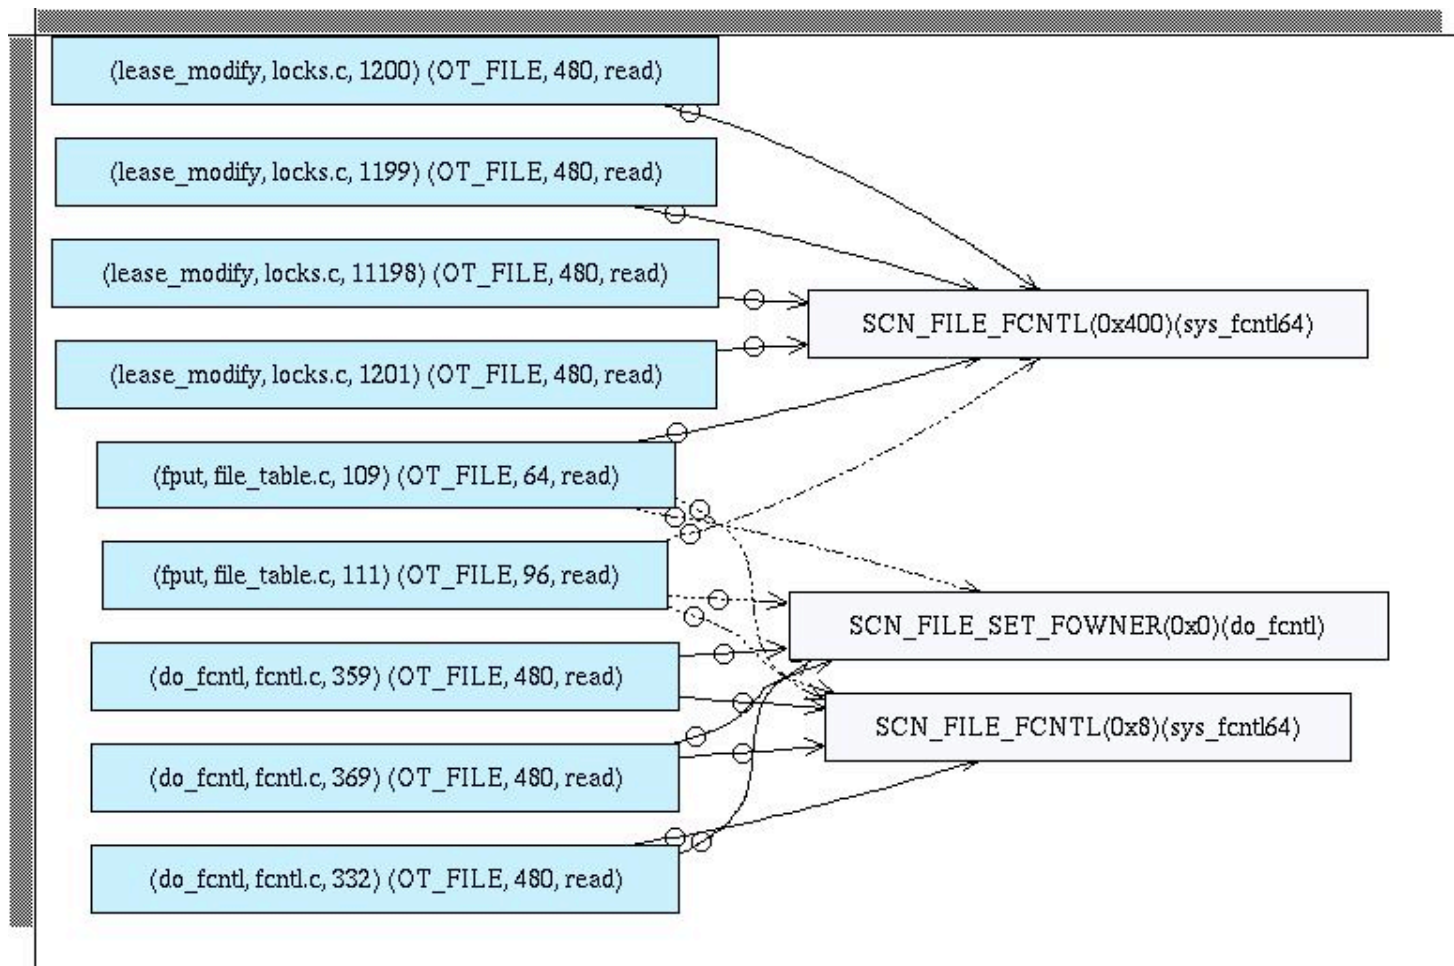 (lease_modify, locks.c, 1200) (OT_FILE, 480, read)
(lease_modify, locks.c, 1199) (OT_FILE, 480, read)
(lease_modify, locks.c, 11198) (OT_FILE, 480, read)
(lease_modify, locks.c, 1201) (OT_FILE, 480, read)
(fput, file_table.c, 109) (OT_FILE, 64, read)
(fput, file_table.c, 111) (OT_FILE, 96, read)
(do_fcntl, fcntl.c, 359) (OT_FILE, 480, read)
(do_fcntl, fcntl.c, 369) (OT_FILE, 480, read)
(do_fcntl, fcntl.c, 332) (OT_FILE, 480, read)
SCN_FILE_FCNTL(0x400)(sys_fcntl64)
SCN_FILE_SET_FOWNER(0x0)(do_fcntl)
SCN_FILE_FCNTL(0x8)(sys_fcntl64)